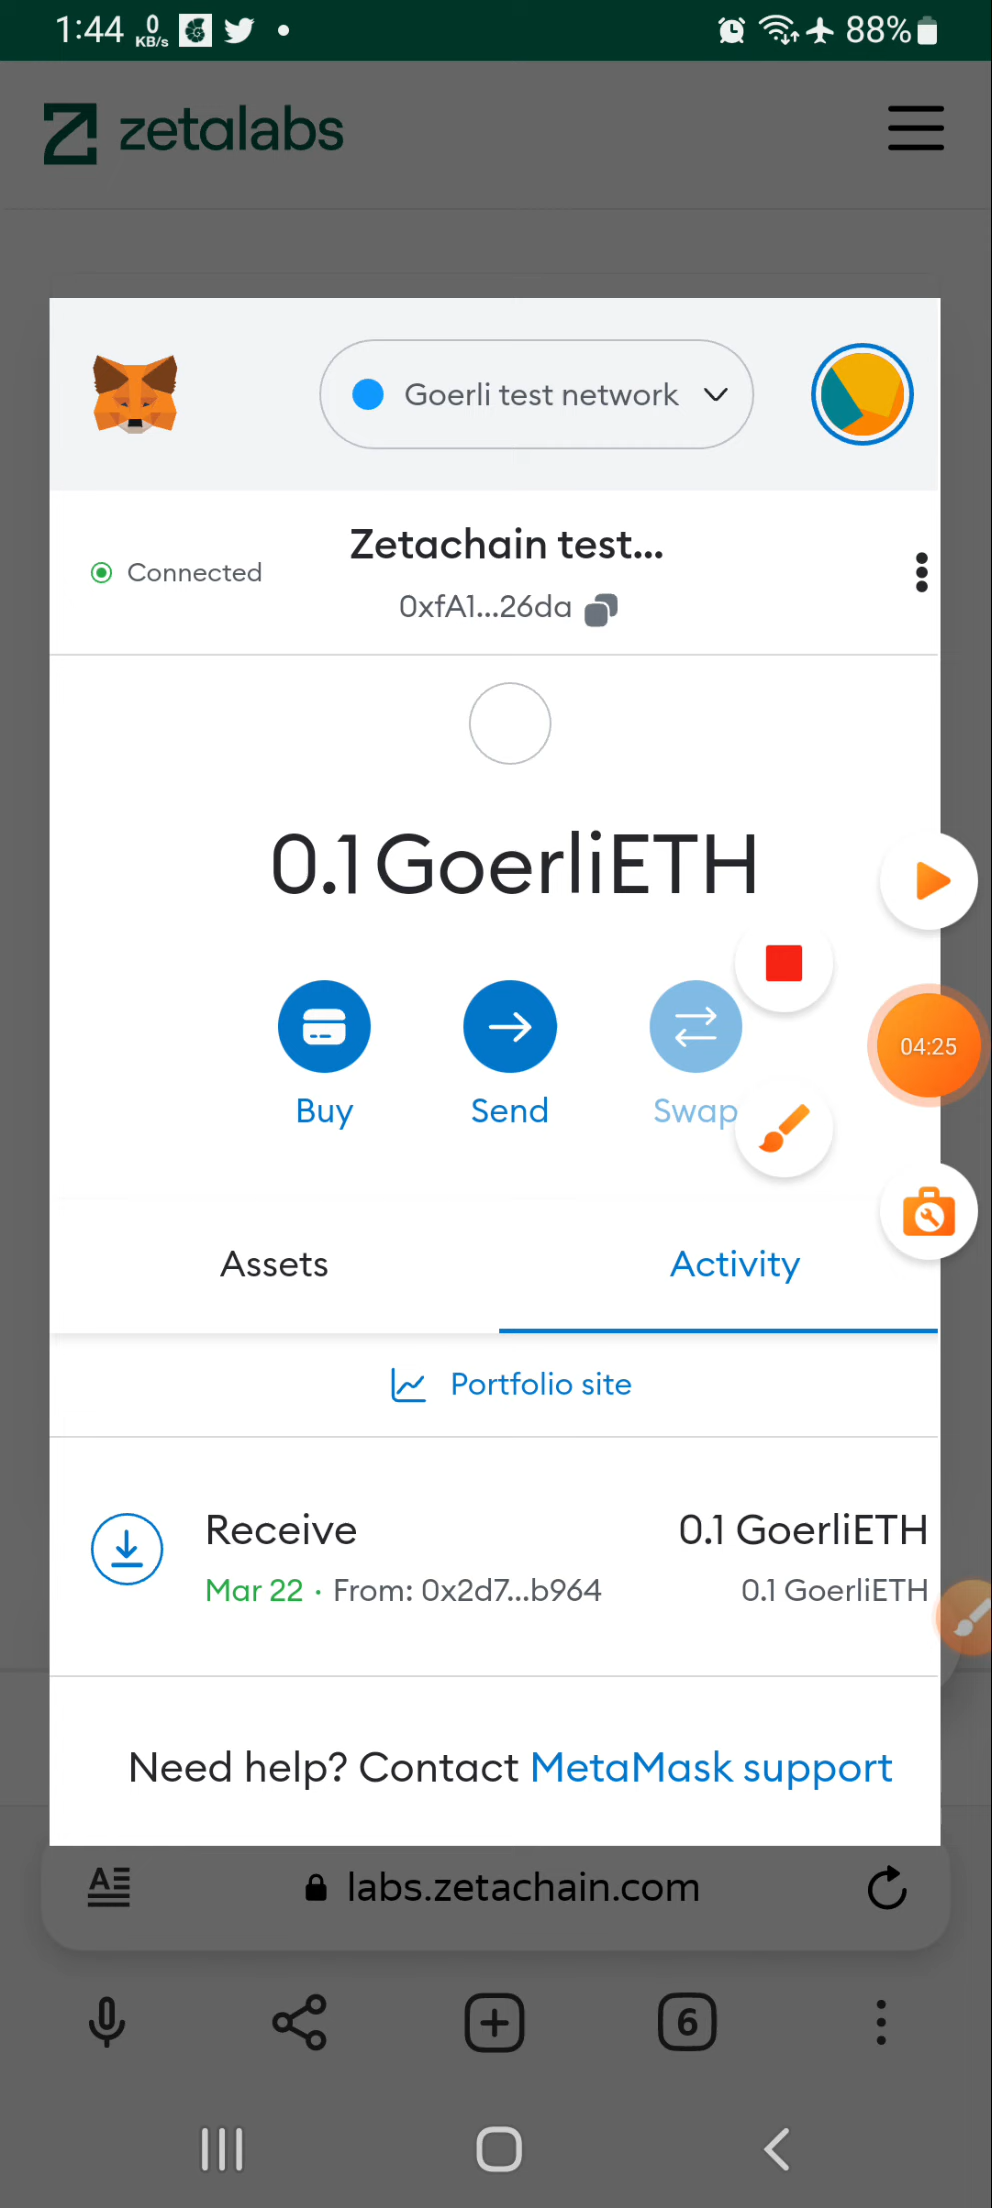 1:44 0 KB/s 88%
zetalabs
Goerli test network
Connected
Zetachain test...
0xfA1...26da
0.1 GoerliETH
04:25
Buy Send Swap
Assets Activity
Portfolio site
Receive 0.1 GoerliETH
Mar 22 · From: 0x2d7...b964 0.1 GoerliETH
Need help? Contact MetaMask support
labs.zetachain.com
6